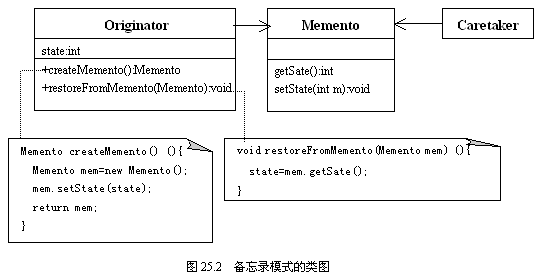 Originator
state:int
+createMemento():Memento
+restoreFromMemento(Memento):void
Memento
getSate():int
setState(int m):void
Caretaker
Memento createMemento() (){
Memento mem=new Memento();
mem.setState(state);
return mem;
}
void restoreFromMemento(Memento mem) (){
state=mem.getSate();
}
图 25.2 备忘录模式的类图